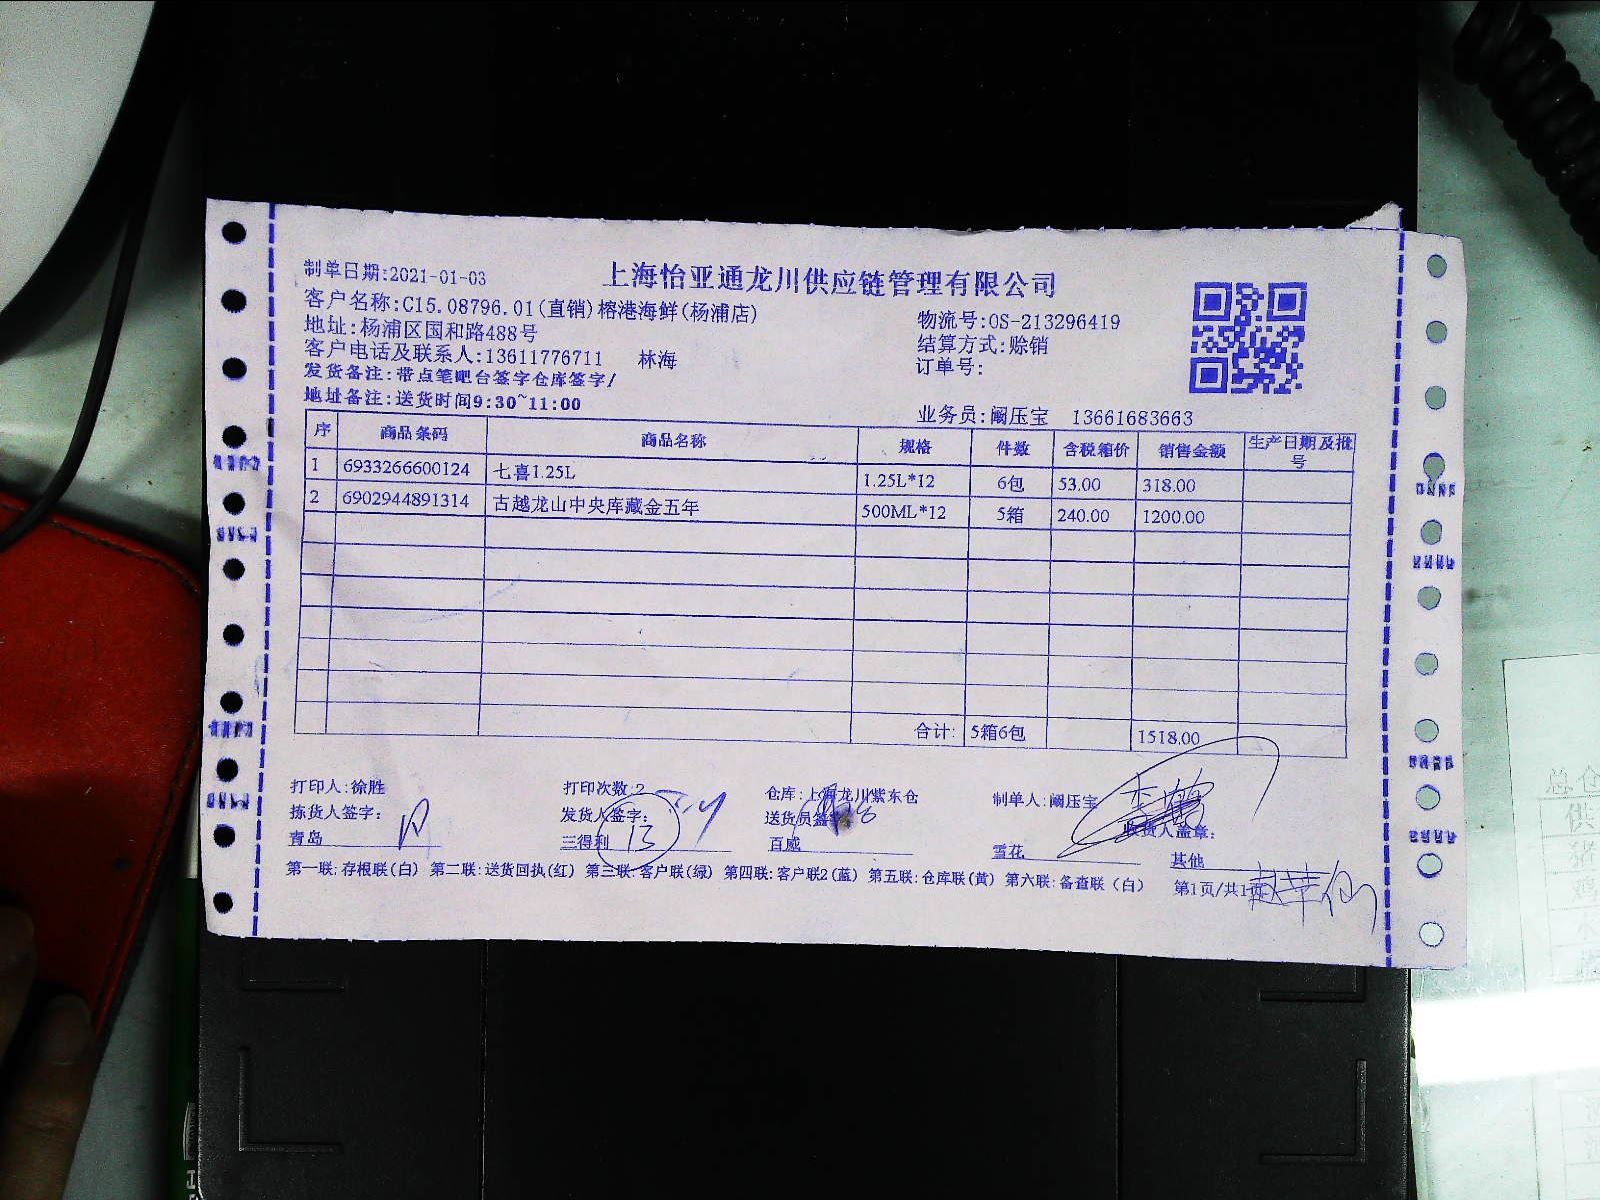 上海怡亚通龙川供应链管理有限公司
制单日期:2021-01-03
客户名称:C15.08796.01(直销)榕港海鲜(杨浦店)
物流号:OS-213296419
地址:杨浦区国和路488号
结算方式:赊销
客户电话及联系人:13611776711 林海
订单号:
发货备注:带点笔吧台签字仓库签字/
地址备注:送货时间9:30~11:00
业务员:阚压宝 13661683663
序 商品条码 商品名称 规格 件数 含税箱价 销售金额 生产日期及批号
1 6933266600124 七喜1.25L 1.25L*12 6包 53.00 318.00
2 6902944891314 古越龙山中央库藏金五年 500ML*12 5箱 240.00 1200.00
合计: 5箱6包 1518.00
打印人:徐胜 打印次数:2 仓库:上海龙川紫东仓 制单人:阚压宝
拣货人签字: 发货人签字: 送货员签字: 收货人盖章:
青岛 三得利 13 百威 雪花 其他
第一联:存根联(白) 第二联:送货回执(红) 第三联:客户联(绿) 第四联:客户联2(蓝) 第五联:仓库联(黄) 第六联:备查联(白) 第1页/共1页